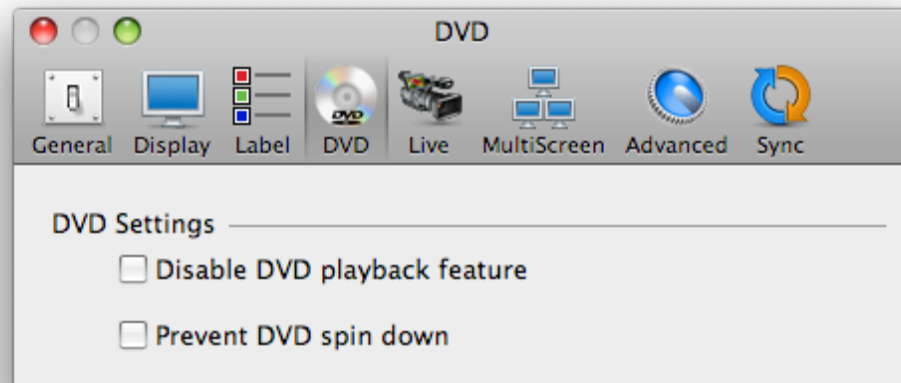 DVD
General Display Label DVD Live MultiScreen Advanced Sync
DVD Settings
Disable DVD playback feature
Prevent DVD spin down